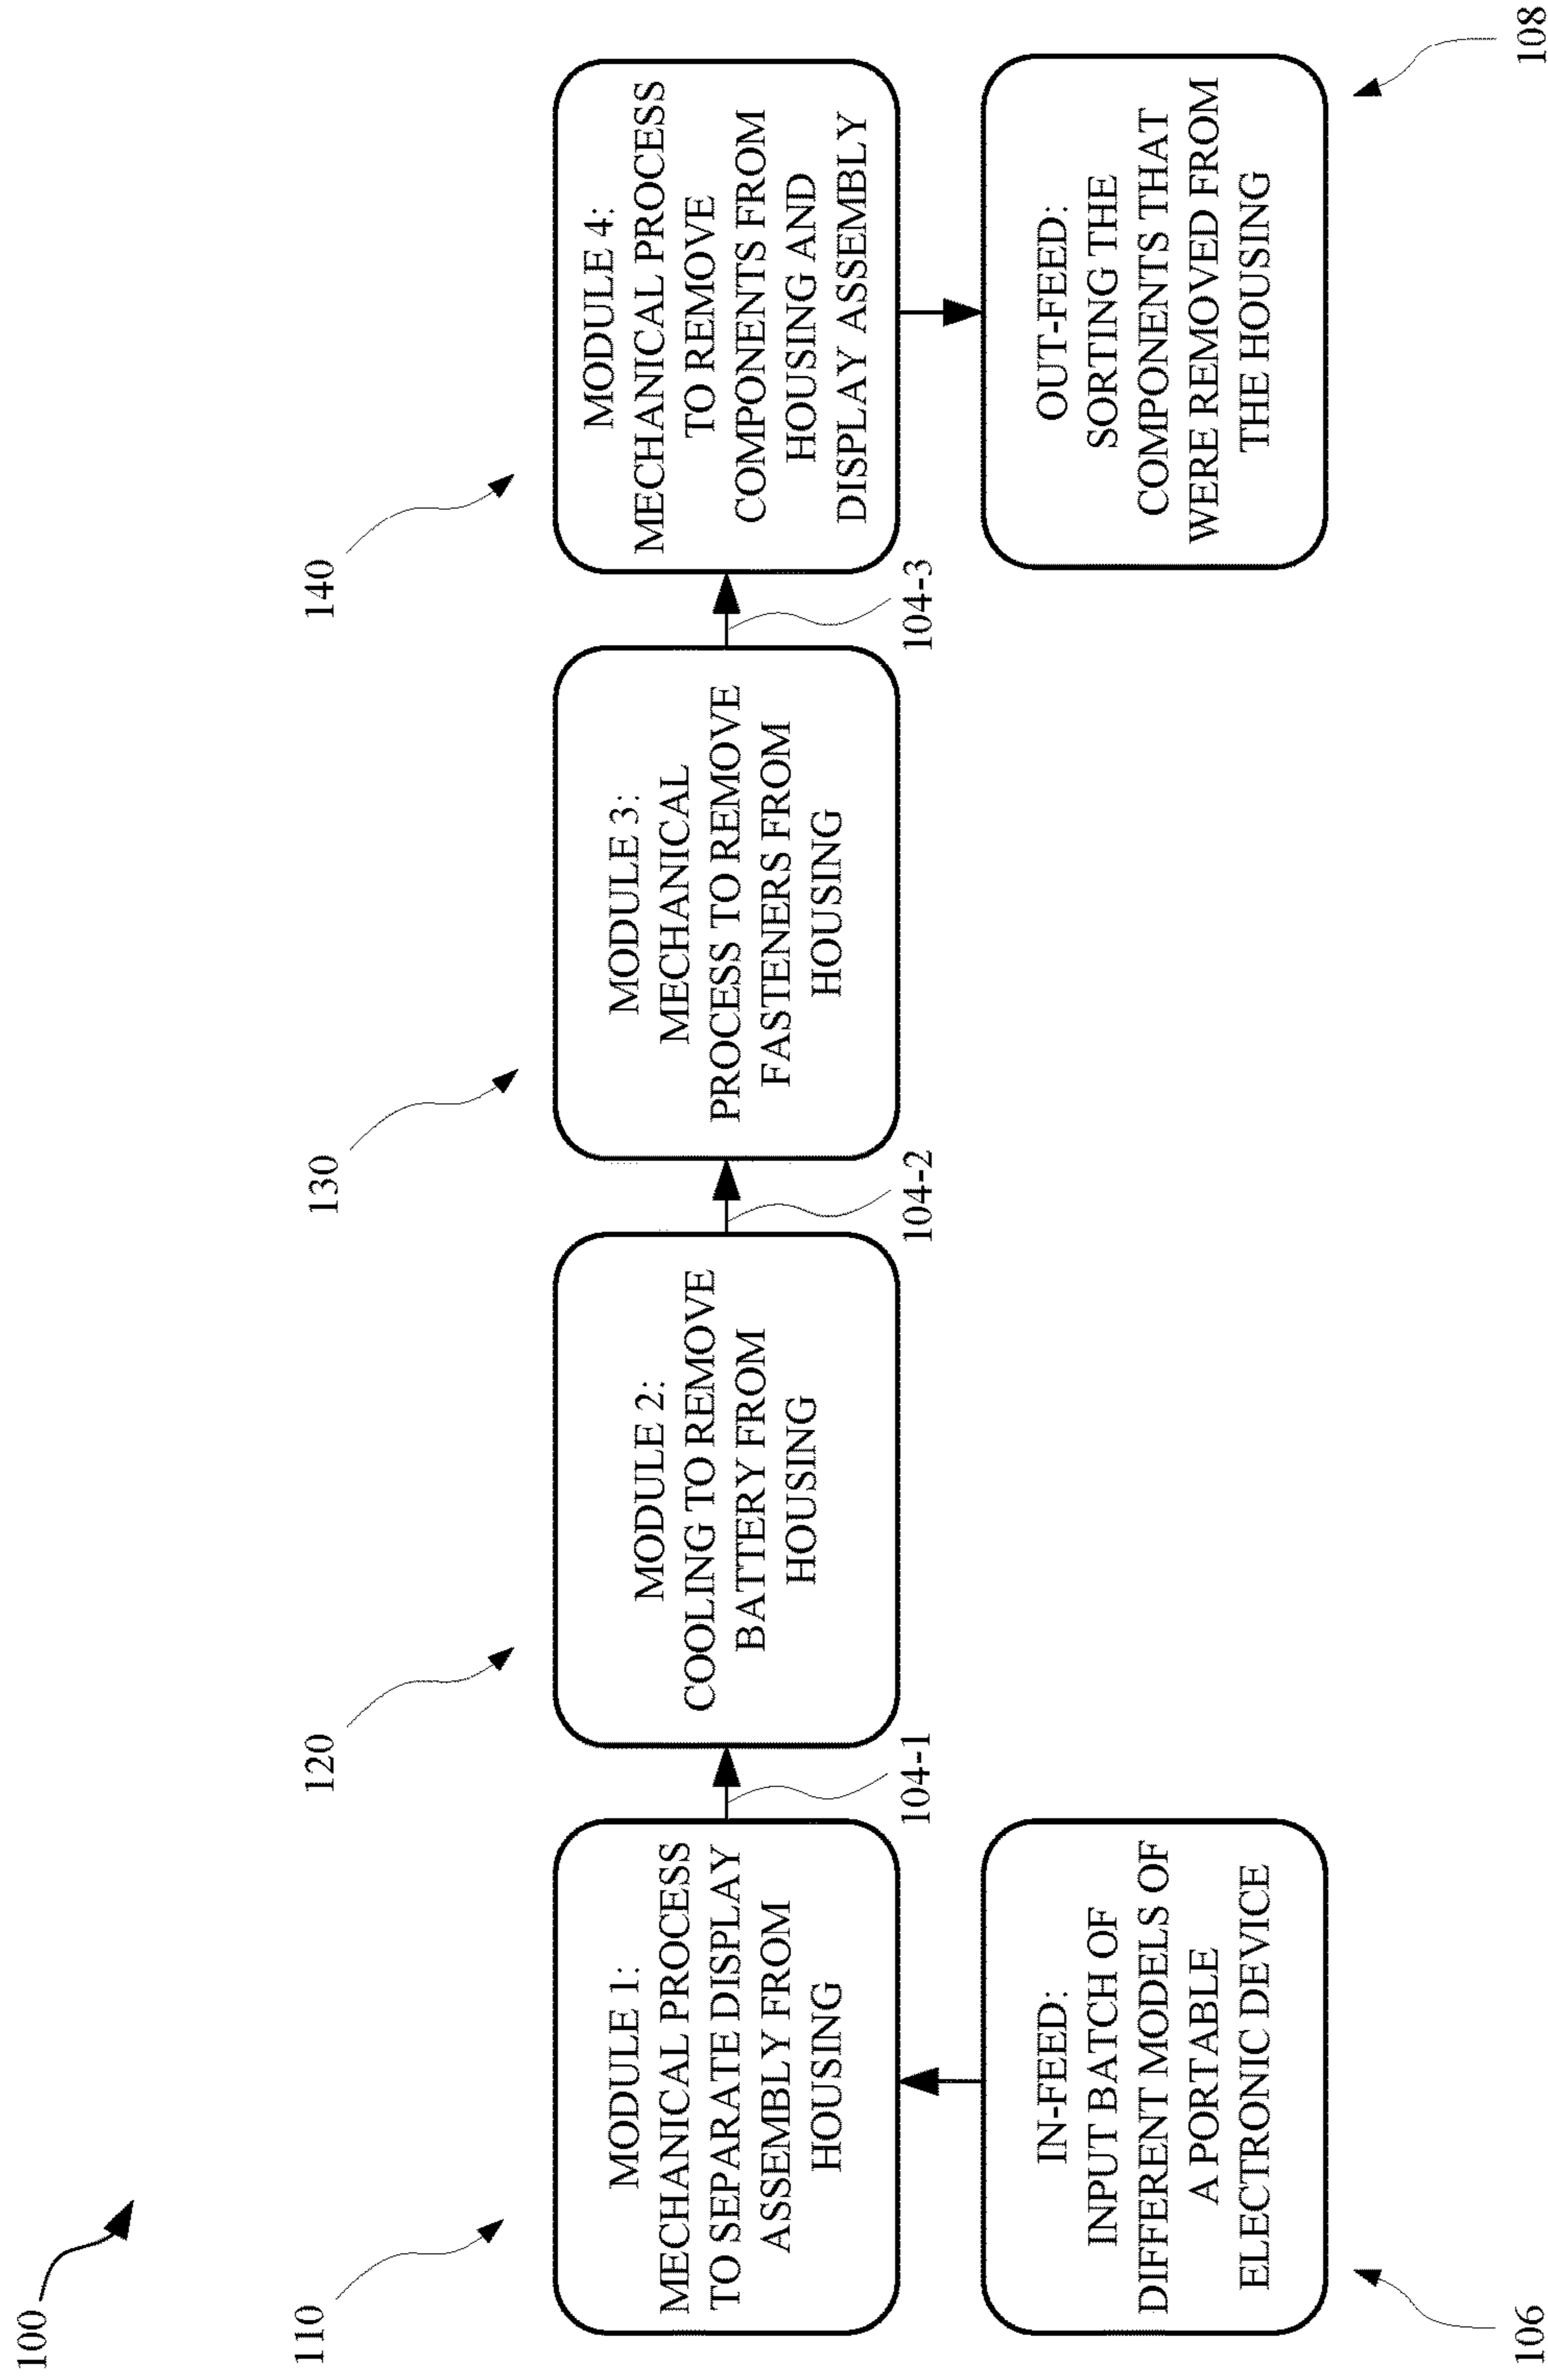 100
110
MODULE 1:
MECHANICAL PROCESS
TO SEPARATE DISPLAY
ASSEMBLY FROM
HOUSING
104-1
120
MODULE 2:
COOLING TO REMOVE
BATTERY FROM
HOUSING
104-2
130
MODULE 3:
MECHANICAL
PROCESS TO REMOVE
FASTENERS FROM
HOUSING
104-3
140
MODULE 4:
MECHANICAL PROCESS
TO REMOVE
COMPONENTS FROM
HOUSING AND
DISPLAY ASSEMBLY
IN-FEED:
INPUT BATCH OF
DIFFERENT MODELS OF
A PORTABLE
ELECTRONIC DEVICE
106
OUT-FEED:
SORTING THE
COMPONENTS THAT
WERE REMOVED FROM
THE HOUSING
108